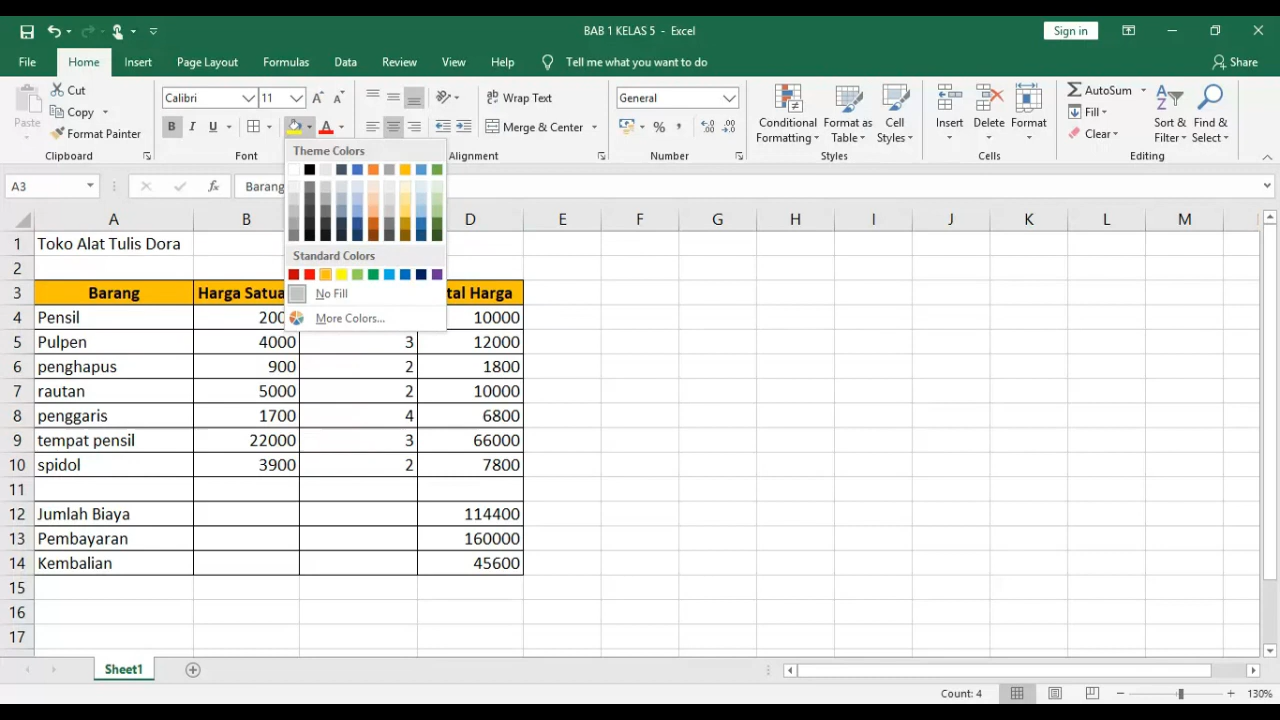 BAB 1 KELAS 5 - Excel Sign in
File Home Insert Page Layout Formulas Data Review View Help Tell me what you want to do Share
Paste Cut Copy Format Painter Clipboard
Calibri 11 B I U A Font
Wrap Text Merge & Center Alignment
General % , Number
Conditional Formatting Format as Table Cell Styles Styles
Insert Delete Format Cells
AutoSum Fill Clear Sort & Filter Find & Select Editing
Theme Colors
Standard Colors
No Fill
More Colors...
A3 fx Barang
A B D E F G H I J K L M
1 Toko Alat Tulis Dora
2
3 Barang Harga Satua tal Harga
4 Pensil 200 10000
5 Pulpen 4000 3 12000
6 penghapus 900 2 1800
7 rautan 5000 2 10000
8 penggaris 1700 4 6800
9 tempat pensil 22000 3 66000
10 spidol 3900 2 7800
11
12 Jumlah Biaya 114400
13 Pembayaran 160000
14 Kembalian 45600
15
16
17
Sheet1
Count: 4 130%